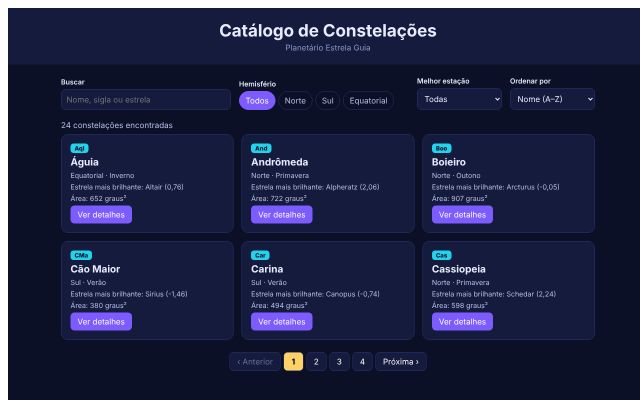 Catálogo de Constelações
Planetário Estrela Guia
Buscar
Nome, sigla ou estrela
Hemisfério
Todos Norte Sul Equatorial
Melhor estação
Todas
Ordenar por
Nome (A–Z)
24 constelações encontradas
Aql
Águia
Equatorial · Inverno
Estrela mais brilhante: Altair (0,76)
Área: 652 graus²
Ver detalhes
And
Andrômeda
Norte · Primavera
Estrela mais brilhante: Alpheratz (2,06)
Área: 722 graus²
Ver detalhes
Boo
Boieiro
Norte · Outono
Estrela mais brilhante: Arcturus (-0,05)
Área: 907 graus²
Ver detalhes
CMa
Cão Maior
Sul · Verão
Estrela mais brilhante: Sirius (-1,46)
Área: 380 graus²
Ver detalhes
Car
Carina
Sul · Verão
Estrela mais brilhante: Canopus (-0,74)
Área: 494 graus²
Ver detalhes
Cas
Cassiopeia
Norte · Primavera
Estrela mais brilhante: Schedar (2,24)
Área: 598 graus²
Ver detalhes
‹ Anterior 1 2 3 4 Próxima ›